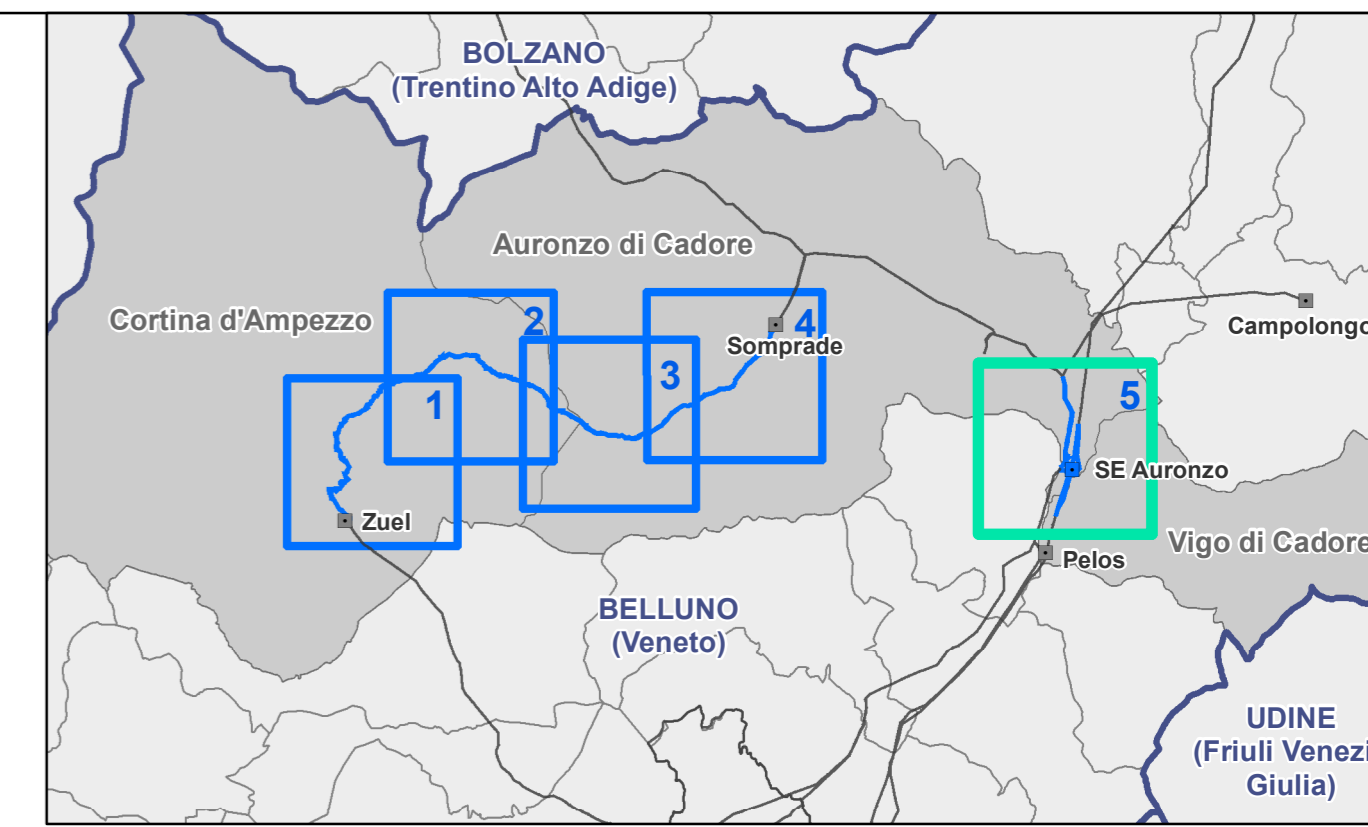 BOLZANO
(Trentino Alto Adige)
Auronzo di Cadore
Cortina d'Ampezzo
2
4
Somprade
Campolongo
3
1
5
SE Auronzo
Zuel
Vigo di Cadore
Pelos
BELLUNO
(Veneto)
UDINE
(Friuli Venezi
Giulia)